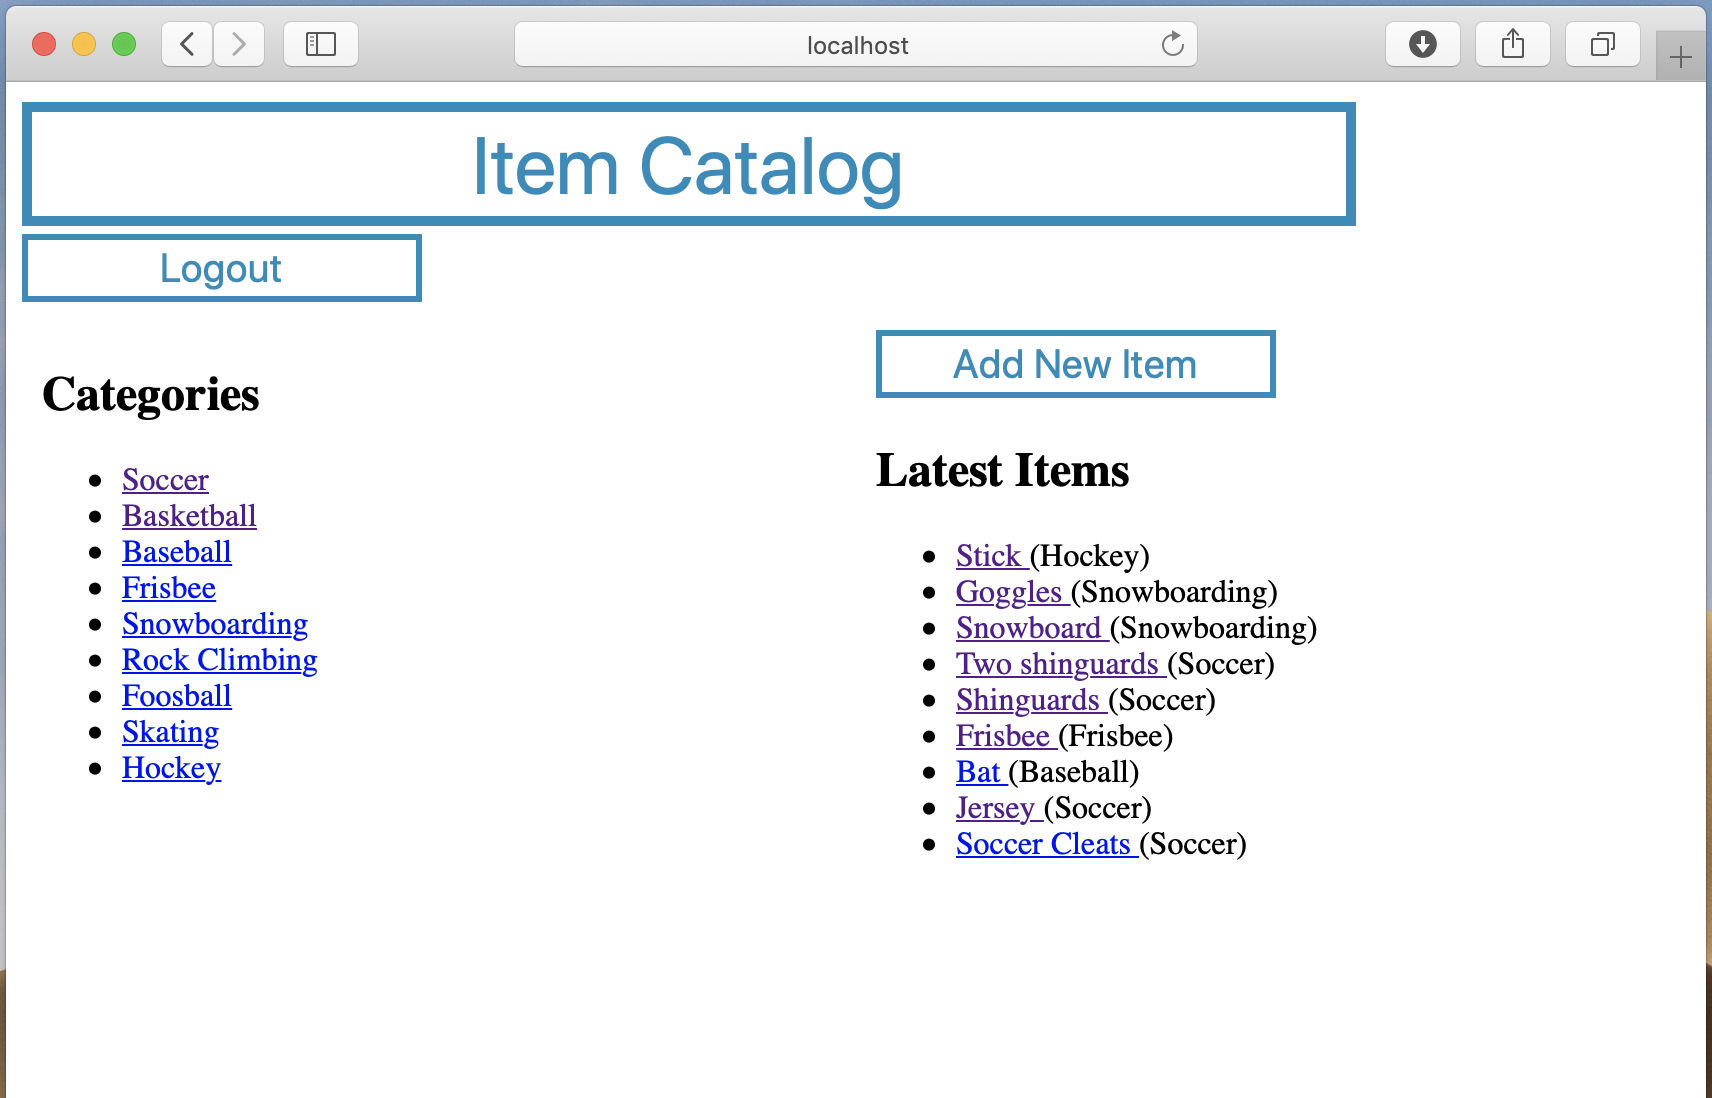 localhost
Item Catalog
Logout
Add New Item
Categories
Soccer
Basketball
Baseball
Frisbee
Snowboarding
Rock Climbing
Foosball
Skating
Hockey
Latest Items
Stick (Hockey)
Goggles (Snowboarding)
Snowboard (Snowboarding)
Two shinguards (Soccer)
Shinguards (Soccer)
Frisbee (Frisbee)
Bat (Baseball)
Jersey (Soccer)
Soccer Cleats (Soccer)